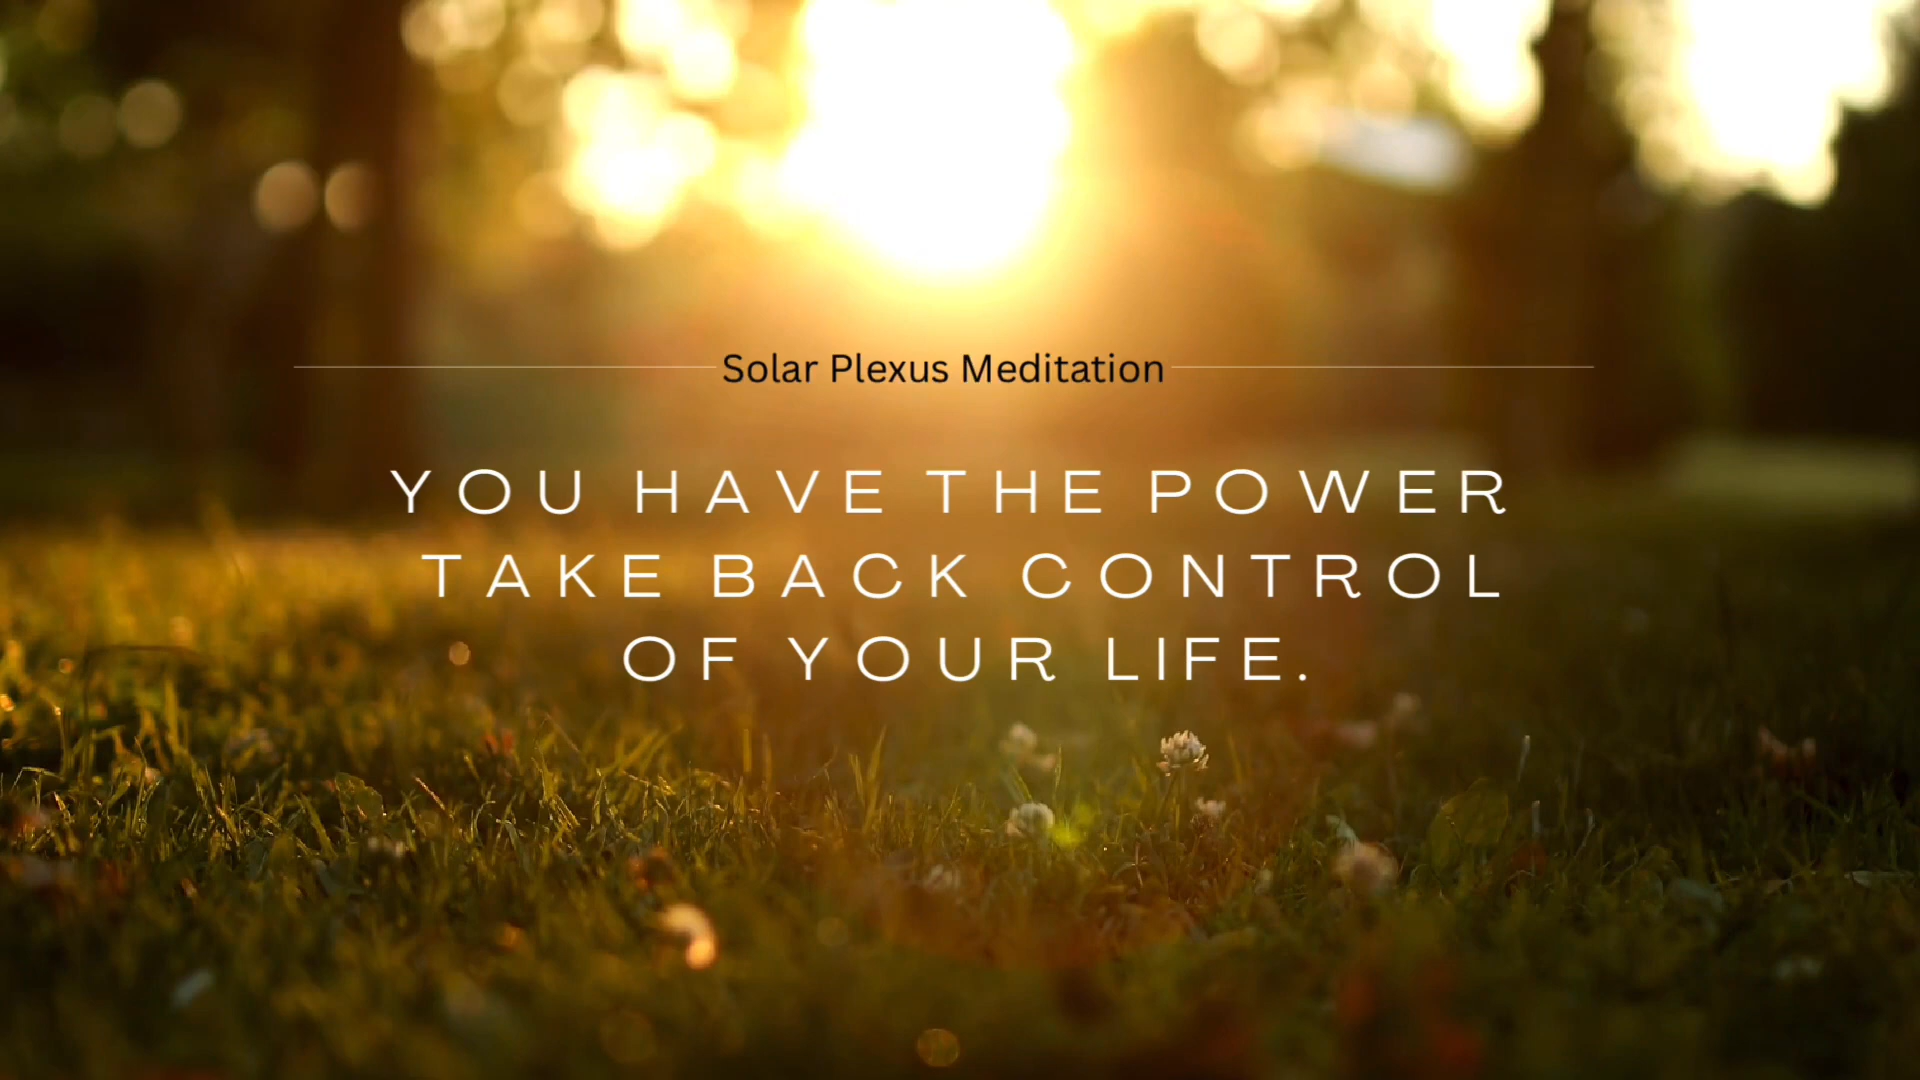 Solar Plexus Meditation
YOU HAVE THE POWER
TAKE BACK CONTROL
OF YOUR LIFE.